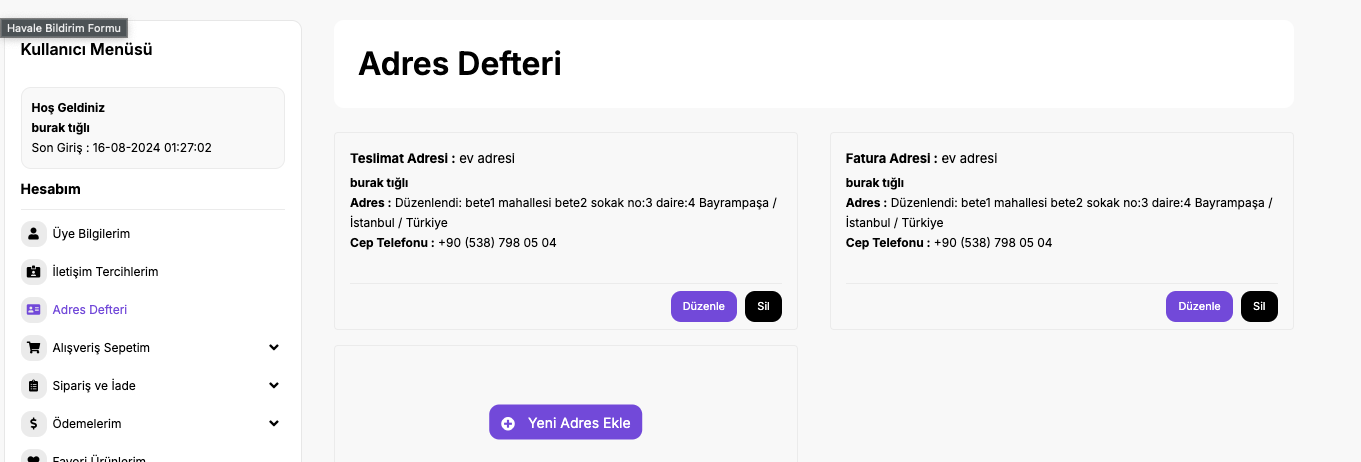 Havale Bildirim Formu
Kullanıcı Menüsü
Hoş Geldiniz
burak tığlı
Son Giriş : 16-08-2024 01:27:02
Hesabım
Üye Bilgilerim
İletişim Tercihlerim
Adres Defteri
Alışveriş Sepetim
Sipariş ve İade
Ödemelerim
Favori Ürünlerim
Adres Defteri
Teslimat Adresi : ev adresi
burak tığlı
Adres : Düzenlendi: bete1 mahallesi bete2 sokak no:3 daire:4 Bayrampaşa /
İstanbul / Türkiye
Cep Telefonu : +90 (538) 798 05 04
Düzenle
Sil
Fatura Adresi : ev adresi
burak tığlı
Adres : Düzenlendi: bete1 mahallesi bete2 sokak no:3 daire:4 Bayrampaşa /
İstanbul / Türkiye
Cep Telefonu : +90 (538) 798 05 04
Düzenle
Sil
Yeni Adres Ekle